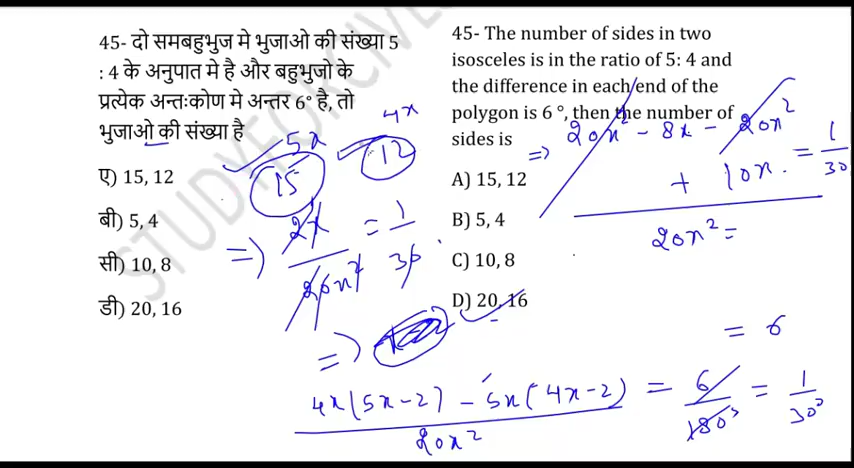 45- दो समबहुभुज मे भुजाओ की संख्या 5
: 4 के अनुपात मे है और बहुभुजो के
प्रत्येक अन्तःकोण मे अन्तर 6° है, तो
भुजाओ की संख्या है
5x
4x
15
12
ए) 15, 12
बी) 5, 4
सी) 10, 8
डी) 20, 16
45- The number of sides in two
isosceles is in the ratio of 5: 4 and
the difference in each end of the
polygon is 6 °, then the number of
sides is
A) 15, 12
B) 5, 4
C) 10, 8
D) 20, 16
=> 20x² - 8x - 20x²
+ 10x = 1/30
20x² =
=> 2x/20x² = 1/30
=>
= 6
4x(5x-2) - 5x(4x-2) / 20x² = 6/180° = 1/30°